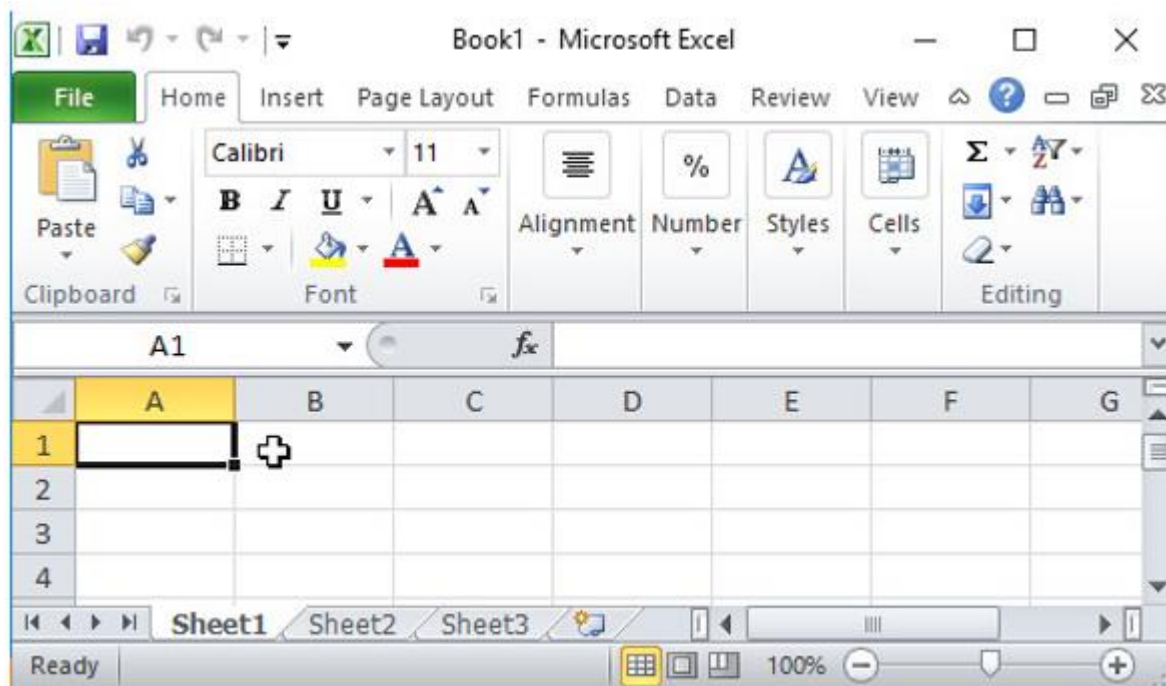 Book1 - Microsoft Excel
File Home Insert Page Layout Formulas Data Review View
Calibri 11
B I U A A
Paste
A
Alignment Number Styles Cells
% Σ
Clipboard Font Editing
A1 fx
A B C D E F G
1
2
3
4
Sheet1 Sheet2 Sheet3
Ready 100%